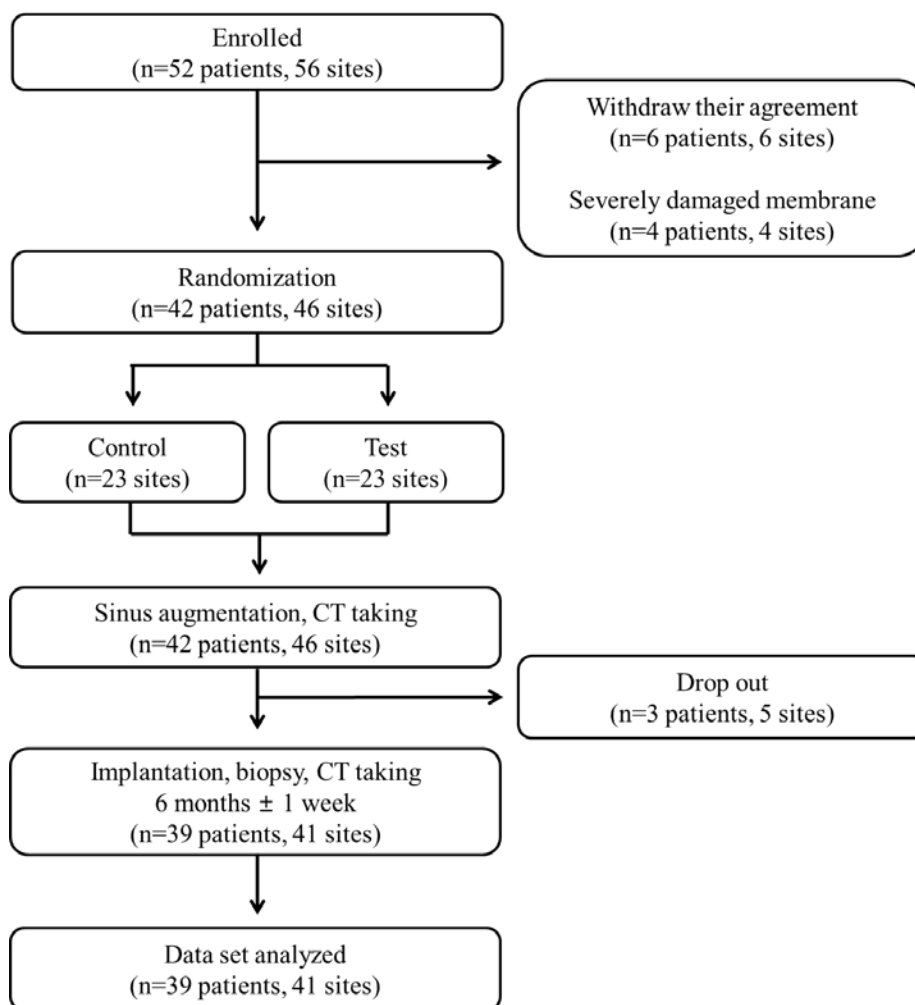 Enrolled
(n=52 patients, 56 sites)
Withdraw their agreement
(n=6 patients, 6 sites)
Severely damaged membrane
(n=4 patients, 4 sites)
Randomization
(n=42 patients, 46 sites)
Control
(n=23 sites)
Test
(n=23 sites)
Sinus augmentation, CT taking
(n=42 patients, 46 sites)
Drop out
(n=3 patients, 5 sites)
Implantation, biopsy, CT taking
6 months ± 1 week
(n=39 patients, 41 sites)
Data set analyzed
(n=39 patients, 41 sites)